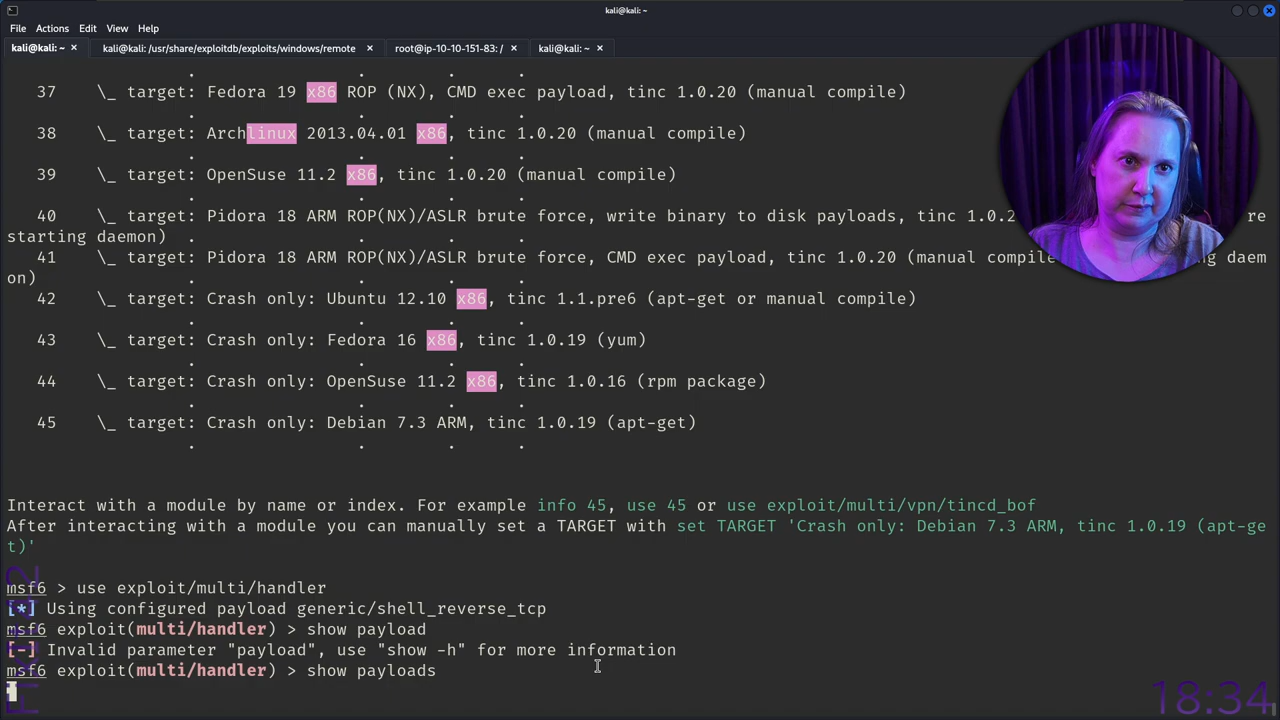 kali@kali: ~
File Actions Edit View Help
kali@kali: ~ × kali@kali: /usr/share/exploitdb/exploits/windows/remote × root@ip-10-10-151-83: / × kali@kali: ~ ×
37 \_ target: Fedora 19 x86 ROP (NX), CMD exec payload, tinc 1.0.20 (manual compile)
38 \_ target: Archlinux 2013.04.01 x86, tinc 1.0.20 (manual compile)
39 \_ target: OpenSuse 11.2 x86, tinc 1.0.20 (manual compile)
40 \_ target: Pidora 18 ARM ROP(NX)/ASLR brute force, write binary to disk payloads, tinc 1.0.2 re
starting daemon)
41 \_ target: Pidora 18 ARM ROP(NX)/ASLR brute force, CMD exec payload, tinc 1.0.20 (manual compile daem
on)
42 \_ target: Crash only: Ubuntu 12.10 x86, tinc 1.1.pre6 (apt-get or manual compile)
43 \_ target: Crash only: Fedora 16 x86, tinc 1.0.19 (yum)
44 \_ target: Crash only: OpenSuse 11.2 x86, tinc 1.0.16 (rpm package)
45 \_ target: Crash only: Debian 7.3 ARM, tinc 1.0.19 (apt-get)
Interact with a module by name or index. For example info 45, use 45 or use exploit/multi/vpn/tincd_bof
After interacting with a module you can manually set a TARGET with set TARGET 'Crash only: Debian 7.3 ARM, tinc 1.0.19 (apt-ge
t)'
msf6 > use exploit/multi/handler
[*] Using configured payload generic/shell_reverse_tcp
msf6 exploit(multi/handler) > show payload
[-] Invalid parameter "payload", use "show -h" for more information
msf6 exploit(multi/handler) > show payloads
18:34